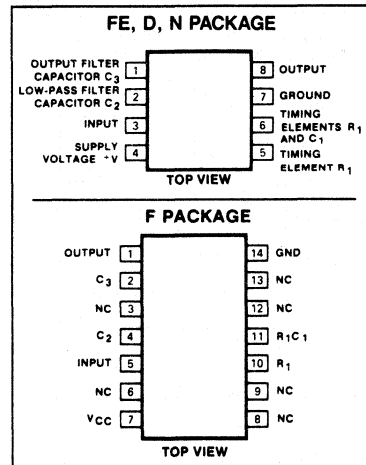 FE, D, N PACKAGE
OUTPUT FILTER
CAPACITOR C3
1
8
OUTPUT
LOW-PASS FILTER
CAPACITOR C2
2
7
GROUND
INPUT
3
6
TIMING
ELEMENTS R1
AND C1
SUPPLY
VOLTAGE +V
4
5
TIMING
ELEMENT R1
TOP VIEW
F PACKAGE
OUTPUT 1 14 GND
C3 2 13 NC
NC 3 12 NC
C2 4 11 R1C1
INPUT 5 10 R1
NC 6 9 NC
VCC 7 8 NC
TOP VIEW